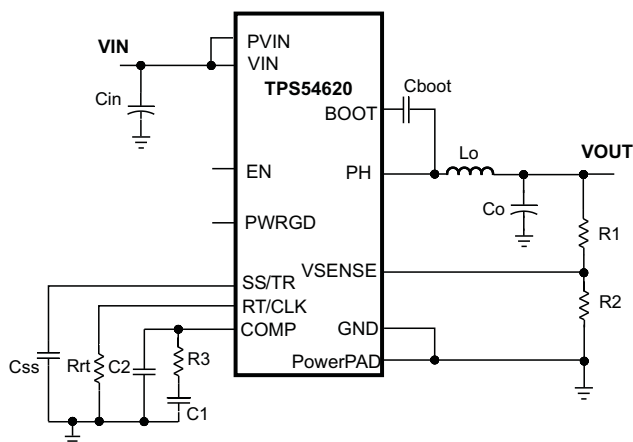 VIN
PVIN
VIN
TPS54620
Cin
Cboot
BOOT
Lo
VOUT
EN
PH
Co
PWRGD
R1
VSENSE
SS/TR
R2
RT/CLK
COMP
GND
Css
Rrt
C2
R3
PowerPAD
C1